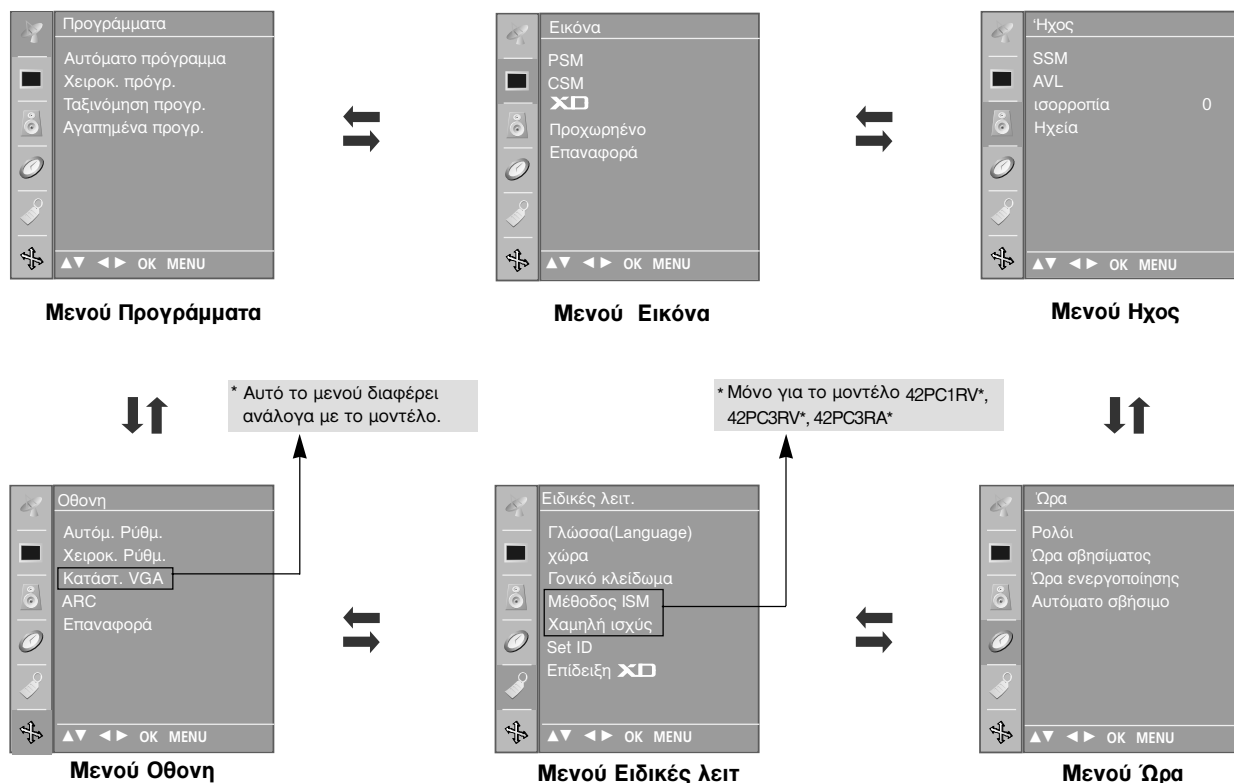 Προγράμματα
Αυτόματο πρόγραμμα
Χειροκ. πρόγρ.
Ταξινόμηση προγρ.
Αγαπημένα προγρ.
▲▼ ◄► OK MENU
Μενού Προγράμματα
Εικόνα
PSM
CSM
XD
Προχωρηένο
Επαναφορά
▲▼ ◄► OK MENU
Μενού Εικόνα
'Ηχος
SSM
AVL
ισορροπία 0
Ηχεία
▲▼ ◄► OK MENU
Μενού Ηχος
* Αυτό το μενού διαφέρει
ανάλογα με το μοντέλο.
* Μόνο για το μοντέλο 42PC1RV*,
42PC3RV*, 42PC3RA*
Οθονη
Αυτόμ. Ρύθμ.
Χειροκ. Ρύθμ.
Κατάστ. VGA
ARC
Επαναφορά
▲▼ ◄► OK MENU
Μενού Οθονη
Ειδικές λειτ.
Γλώσσα(Language)
χώρα
Γονικό κλείδωμα
Μέθοδος ISM
Χαμηλή ισχύς
Set ID
Επίδειξη XD
▲▼ ◄► OK MENU
Μενού Ειδικές λειτ
Ώρα
Ρολόι
Ώρα σβησίματος
Ώρα ενεργοποίησης
Αυτόματο σβήσιμο
▲▼ ◄► OK MENU
Μενού Ώρα